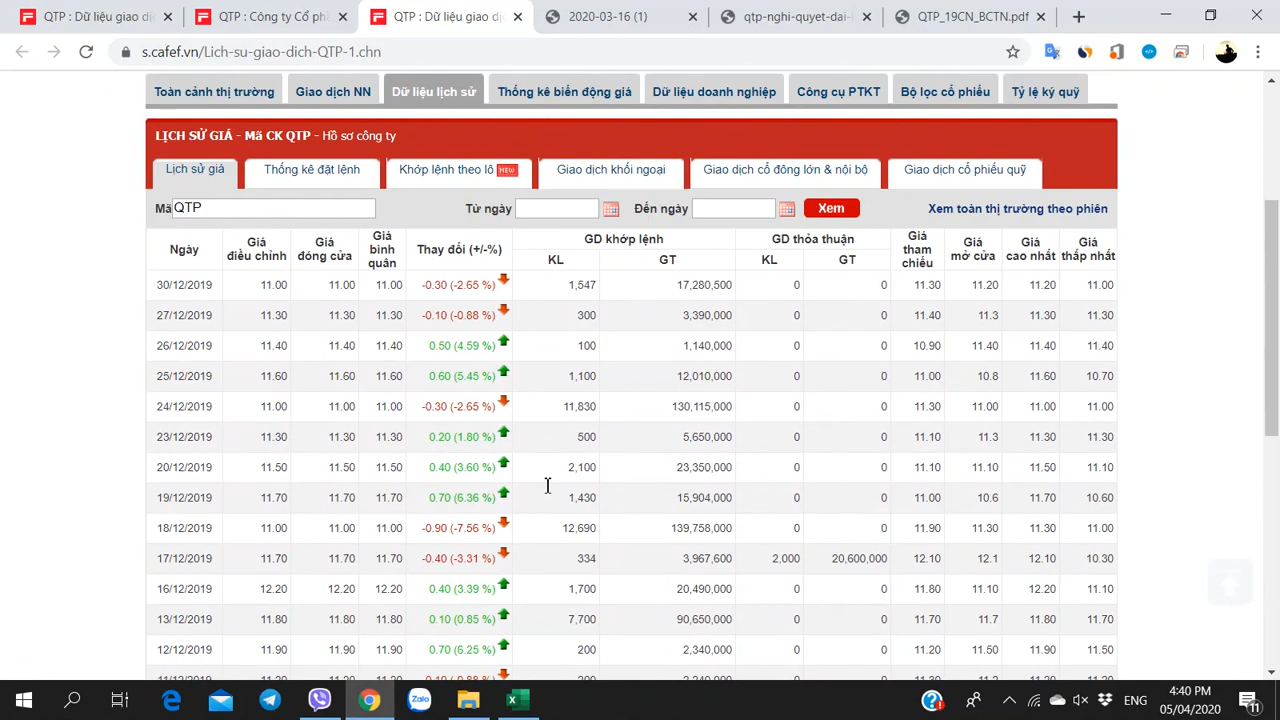 QTP : Dữ liệu giao dị
QTP : Công ty Cổ ph
QTP : Dữ liệu giao dị
2020-03-16 (1)
qtp-nghi-quyet-dai-
QTP_19CN_BCTN.pdf
s.cafef.vn/Lich-su-giao-dich-QTP-1.chn
Toàn cảnh thị trường
Giao dịch NN
Dữ liệu lịch sử
Thống kê biến động giá
Dữ liệu doanh nghiệp
Công cụ PTKT
Bộ lọc cổ phiếu
Tỷ lệ ký quỹ
LỊCH SỬ GIÁ - Mã CK QTP - Hồ sơ công ty
Lịch sử giá
Thống kê đặt lệnh
Khớp lệnh theo lô NEW
Giao dịch khối ngoại
Giao dịch cổ đông lớn & nội bộ
Giao dịch cổ phiếu quỹ
Mã QTP
Từ ngày
Đến ngày
Xem
Xem toàn thị trường theo phiên
Ngày
Giá điều chỉnh
Giá đóng cửa
Giá bình quân
Thay đổi (+/-%)
GD khớp lệnh
GD thỏa thuận
KL GT KL GT
Giá tham chiếu
Giá mở cửa
Giá cao nhất
Giá thấp nhất
30/12/2019 11.00 11.00 11.00 -0.30 (-2.65 %) 1,547 17,280,500 0 0 11.30 11.20 11.20 11.00
27/12/2019 11.30 11.30 11.30 -0.10 (-0.88 %) 300 3,390,000 0 0 11.40 11.3 11.30 11.30
26/12/2019 11.40 11.40 11.40 0.50 (4.59 %) 100 1,140,000 0 0 10.90 11.40 11.40 11.40
25/12/2019 11.60 11.60 11.60 0.60 (5.45 %) 1,100 12,010,000 0 0 11.00 10.8 11.60 10.70
24/12/2019 11.00 11.00 11.00 -0.30 (-2.65 %) 11,830 130,115,000 0 0 11.30 11.00 11.00 11.00
23/12/2019 11.30 11.30 11.30 0.20 (1.80 %) 500 5,650,000 0 0 11.10 11.3 11.30 11.30
20/12/2019 11.50 11.50 11.50 0.40 (3.60 %) 2,100 23,350,000 0 0 11.10 11.10 11.50 11.10
19/12/2019 11.70 11.70 11.70 0.70 (6.36 %) 1,430 15,904,000 0 0 11.00 10.6 11.70 10.60
18/12/2019 11.00 11.00 11.00 -0.90 (-7.56 %) 12,690 139,758,000 0 0 11.90 11.30 11.30 11.00
17/12/2019 11.70 11.70 11.70 -0.40 (-3.31 %) 334 3,967,600 2,000 20,600,000 12.10 12.1 12.10 10.30
16/12/2019 12.20 12.20 12.20 0.40 (3.39 %) 1,700 20,490,000 0 0 11.80 11.10 12.20 11.10
13/12/2019 11.80 11.80 11.80 0.10 (0.85 %) 7,700 90,650,000 0 0 11.70 11.7 11.80 11.70
12/12/2019 11.90 11.90 11.90 0.70 (6.25 %) 200 2,340,000 0 0 11.20 11.50 11.90 11.50
Zalo
ENG
4:40 PM
05/04/2020
11